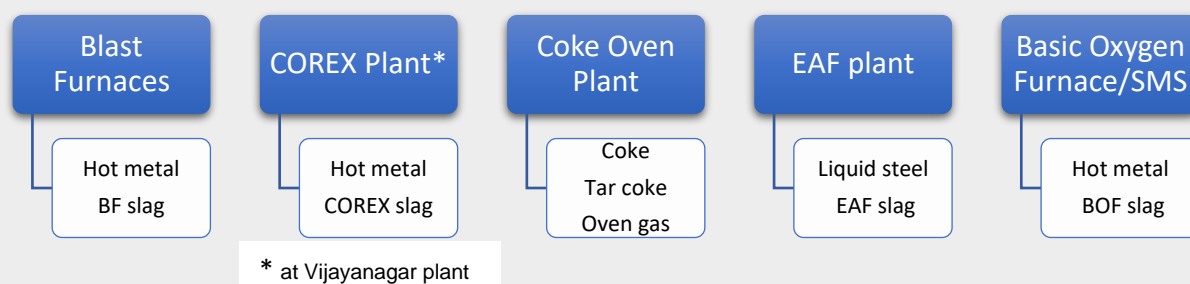 Blast
Furnaces
Hot metal
BF slag
COREX Plant*
Hot metal
COREX slag
* at Vijayanagar plant
Coke Oven
Plant
Coke
Tar coke
Oven gas
EAF plant
Liquid steel
EAF slag
Basic Oxygen
Furnace/SMS
Hot metal
BOF slag